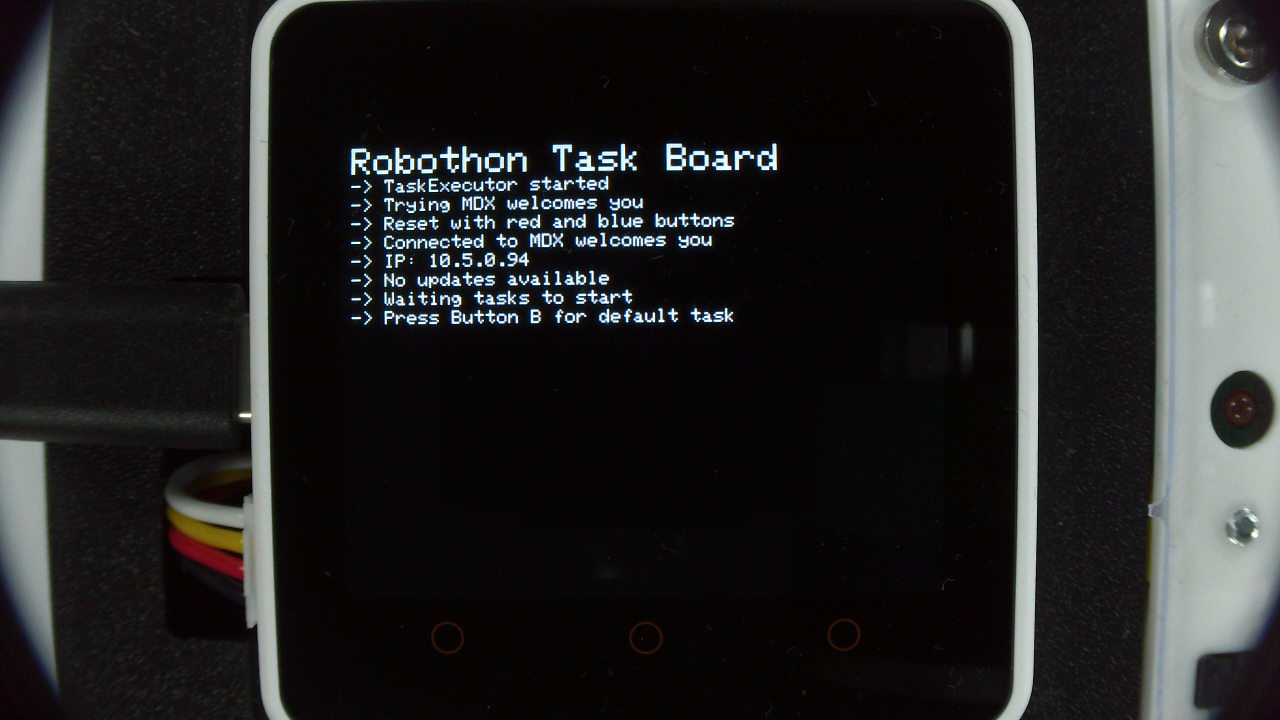 Robothon Task Board
-> TaskExecutor started
-> Trying MDX welcomes you
-> Reset with red and blue buttons
-> Connected to MDX welcomes you
-> IP: 10.5.0.94
-> No updates available
-> Waiting tasks to start
-> Press Button B for default task